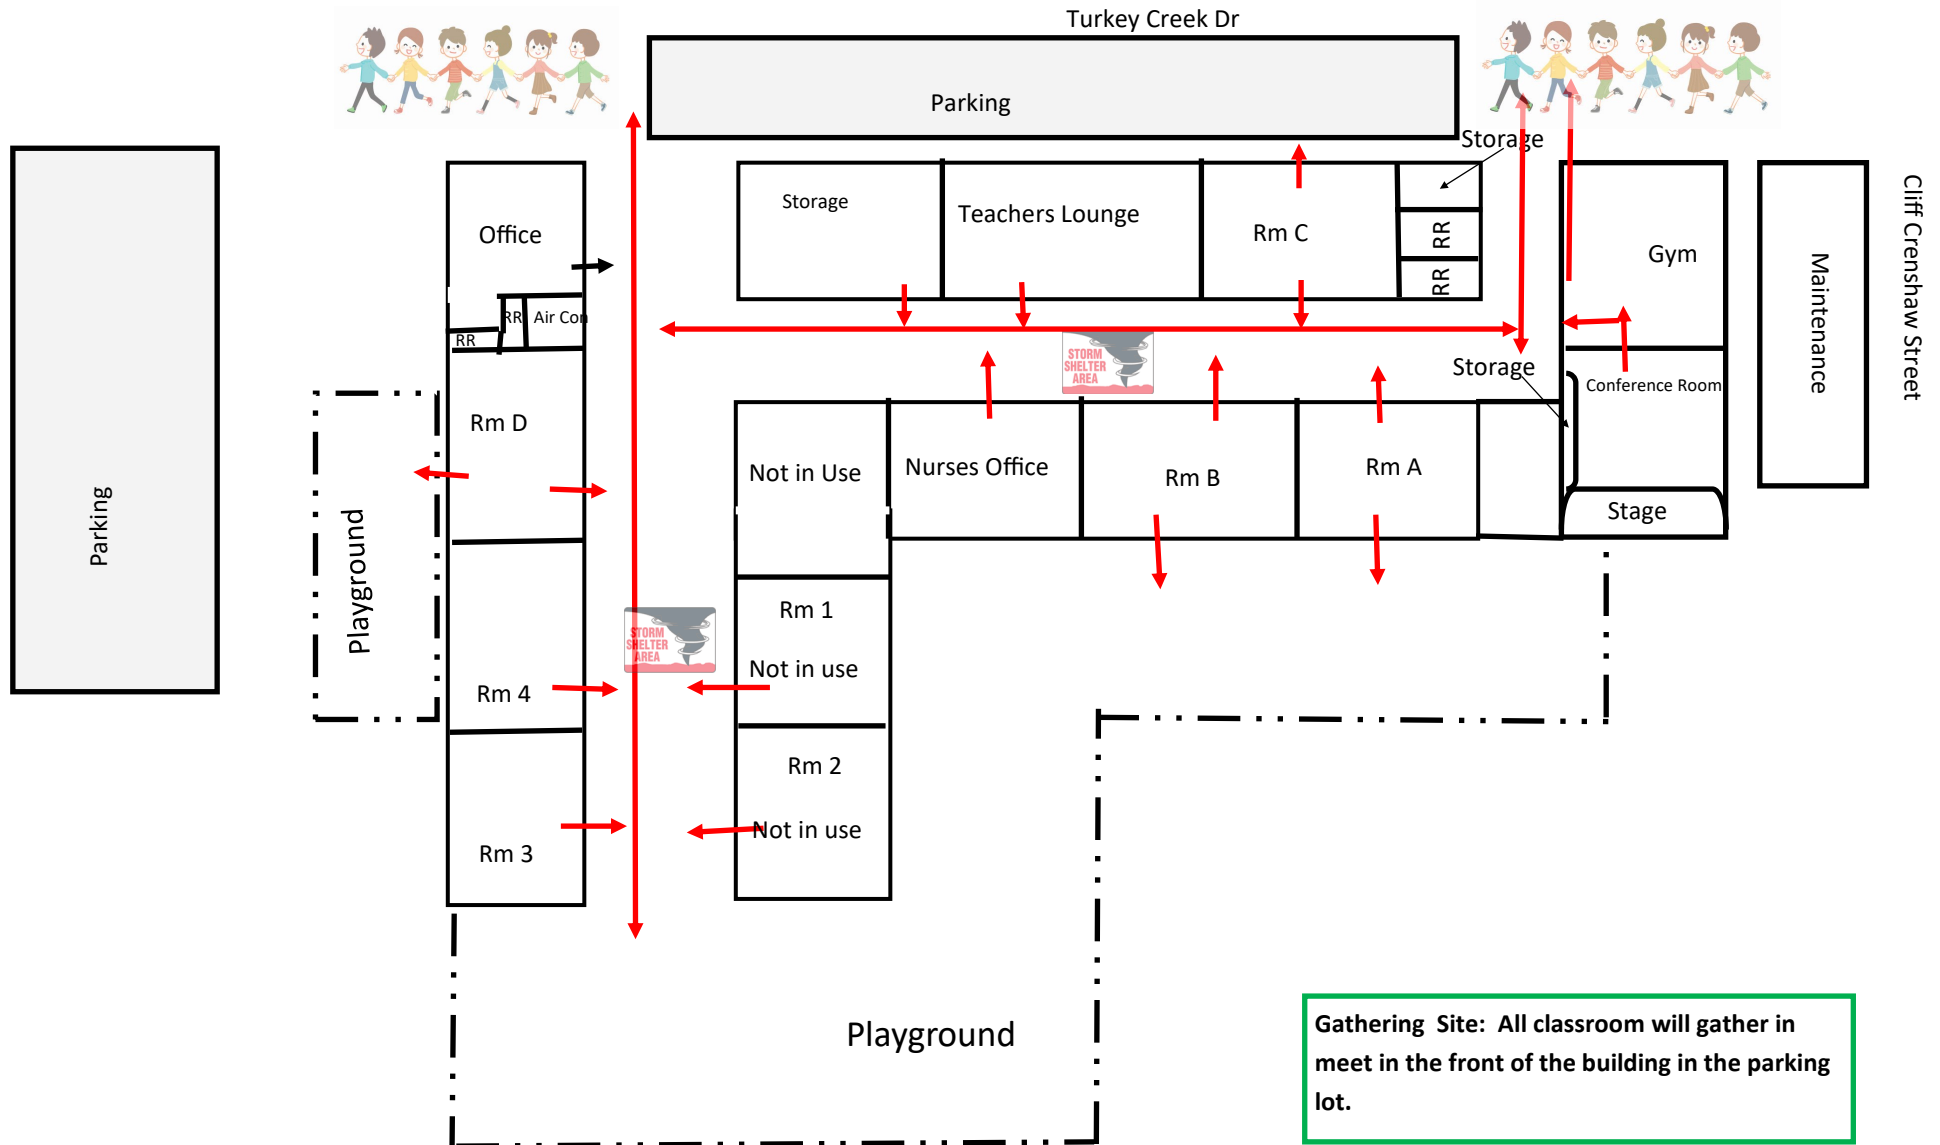 Turkey Creek Dr
Parking
Storage
Storage
Teachers Lounge
Rm C
RR
RR
Office
Gym
Maintenance
Cliff Crenshaw Street
RR
Air Con
RR
STORM
SHELTER
AREA
Storage
Conference Room
Rm D
Not in Use
Nurses Office
Rm B
Rm A
Stage
Parking
Playground
Rm 1
STORM
SHELTER
AREA
Not in use
Rm 4
Rm 2
Not in use
Rm 3
Playground
Gathering  Site:  All classroom will gather in
meet in the front of the building in the parking
lot.